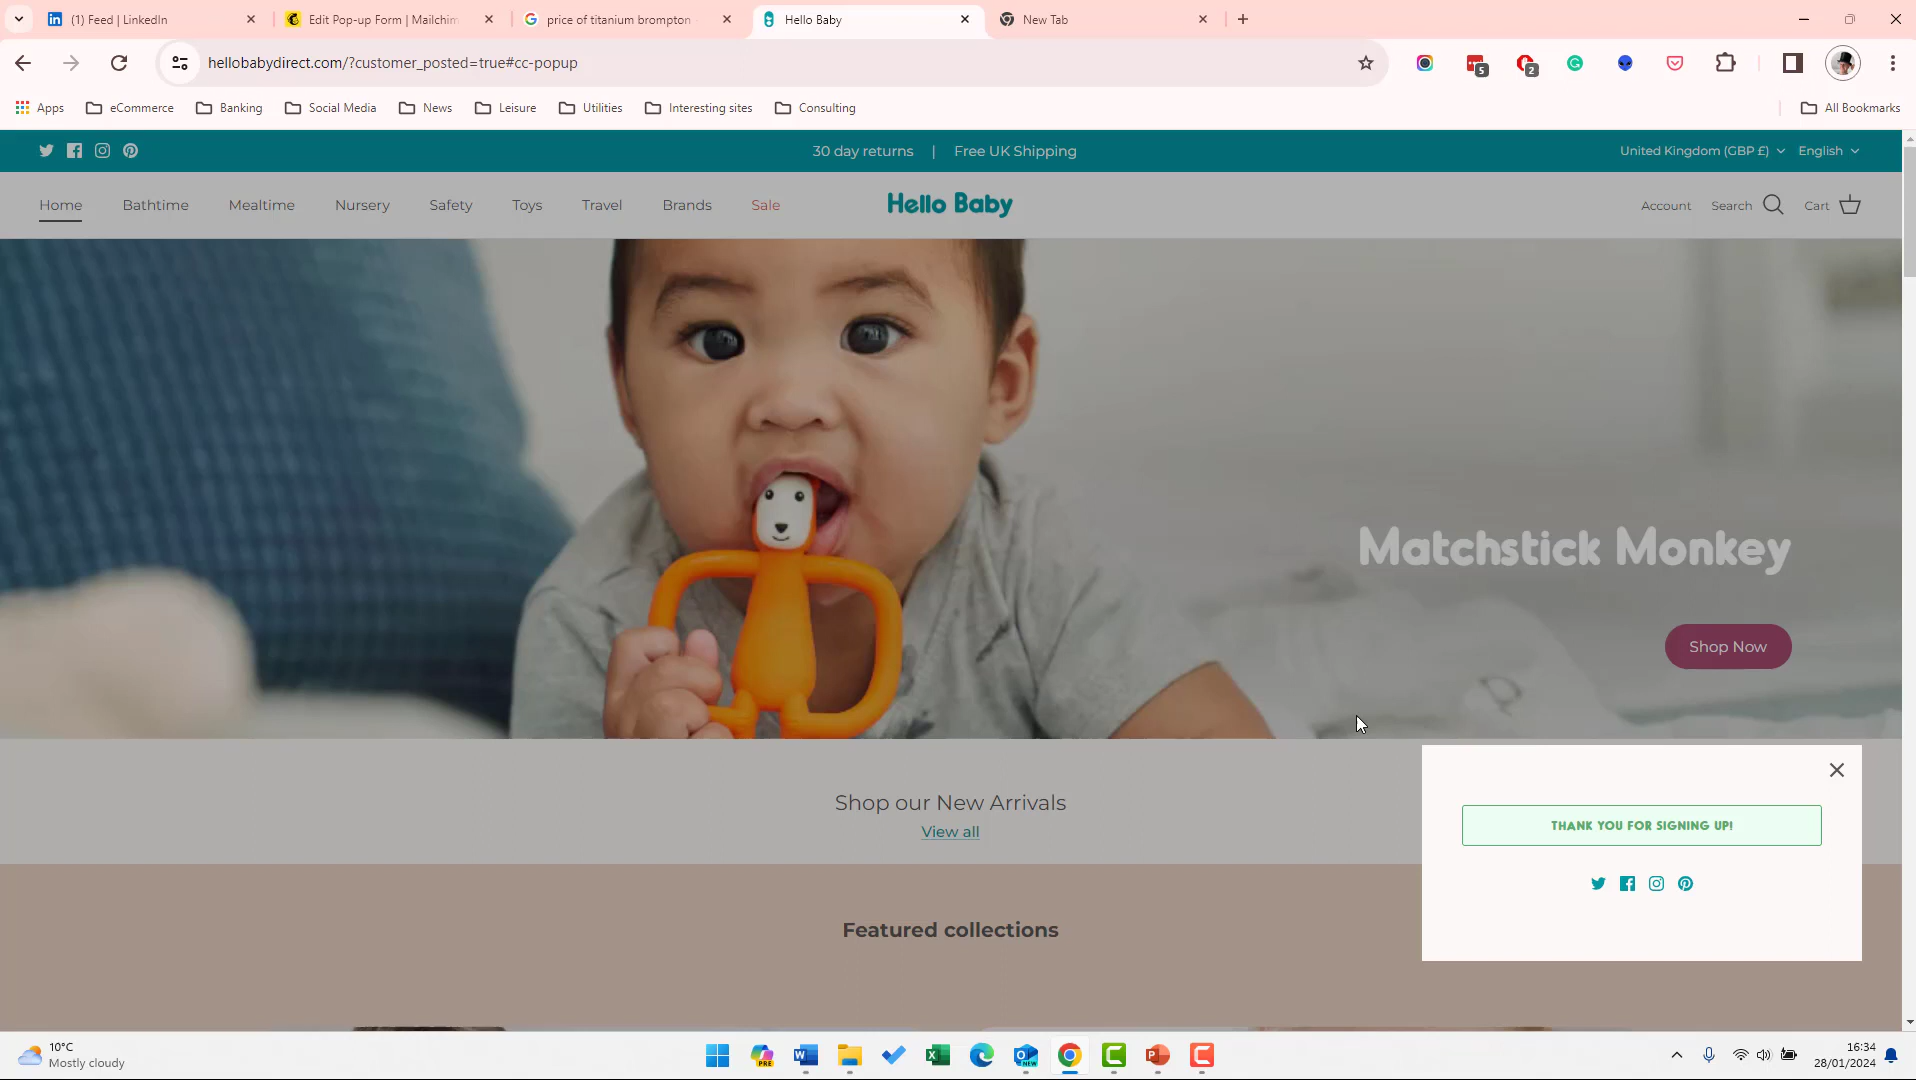 (1) Feed | LinkedIn
Edit Pop-up Form | Mailchim
price of titanium brompton
Hello Baby
New Tab
hellobabydirect.com/?customer_posted=true#cc-popup
5
2
Apps
eCommerce
Banking
Social Media
News
Leisure
Utilities
Interesting sites
Consulting
All Bookmarks
30 day returns | Free UK Shipping
United Kingdom (GBP £)
English
Home
Bathtime
Mealtime
Nursery
Safety
Toys
Travel
Brands
Sale
Hello Baby
Account
Search
Cart
Matchstick Monkey
Shop Now
Shop our New Arrivals
View all
THANK YOU FOR SIGNING UP!
Featured collections
10°C
Mostly cloudy
PRE
NEW
16:34
28/01/2024